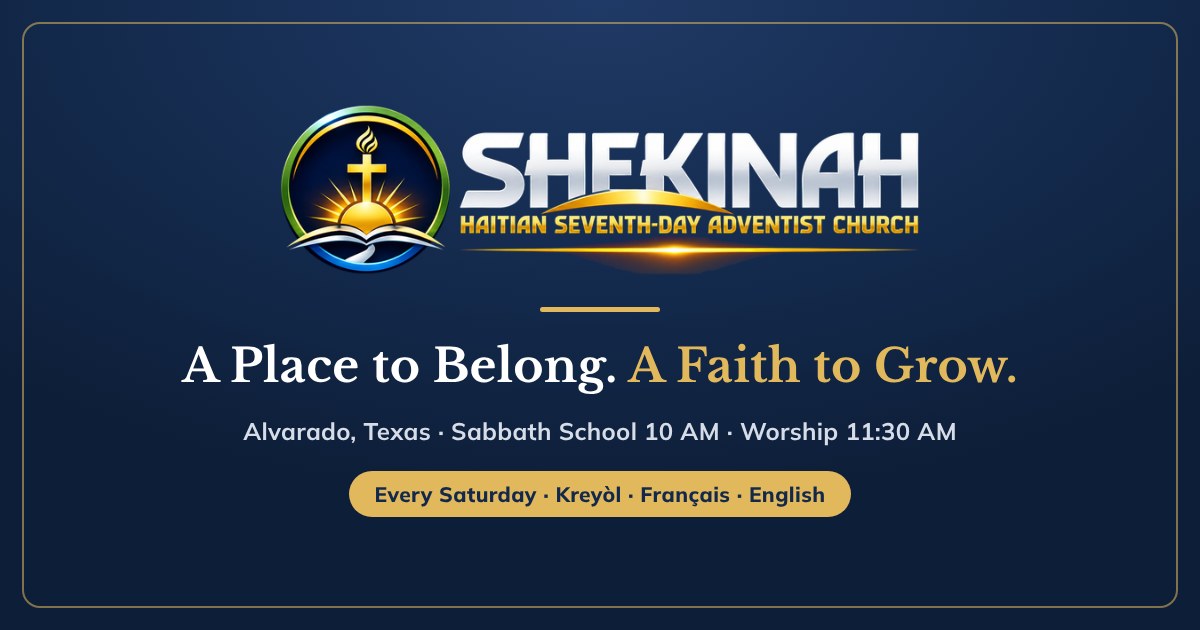 SHEKINAH
HAITIAN SEVENTH-DAY ADVENTIST CHURCH
A Place to Belong. A Faith to Grow.
Alvarado, Texas · Sabbath School 10 AM · Worship 11:30 AM
Every Saturday · Kreyòl · Français · English